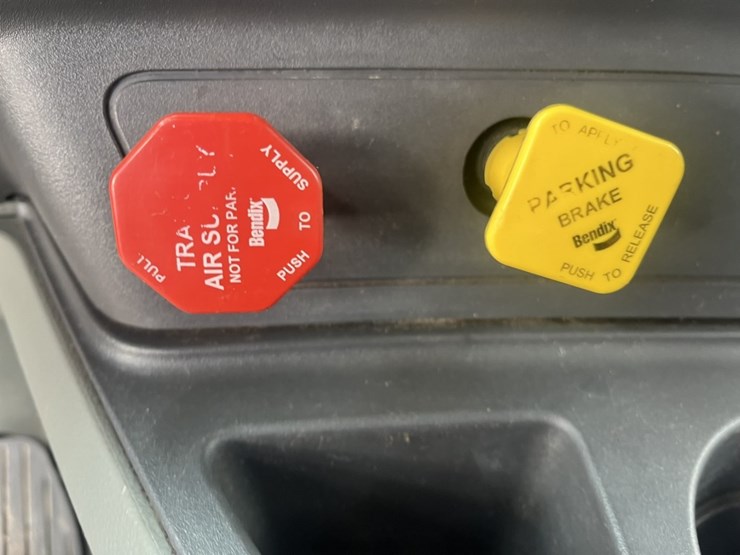 PULL
AIR
NOT FOR
Bendix
PUSH TO SUPPLY
TO APPLY
PARKING
BRAKE
Bendix
PUSH TO RELEASE